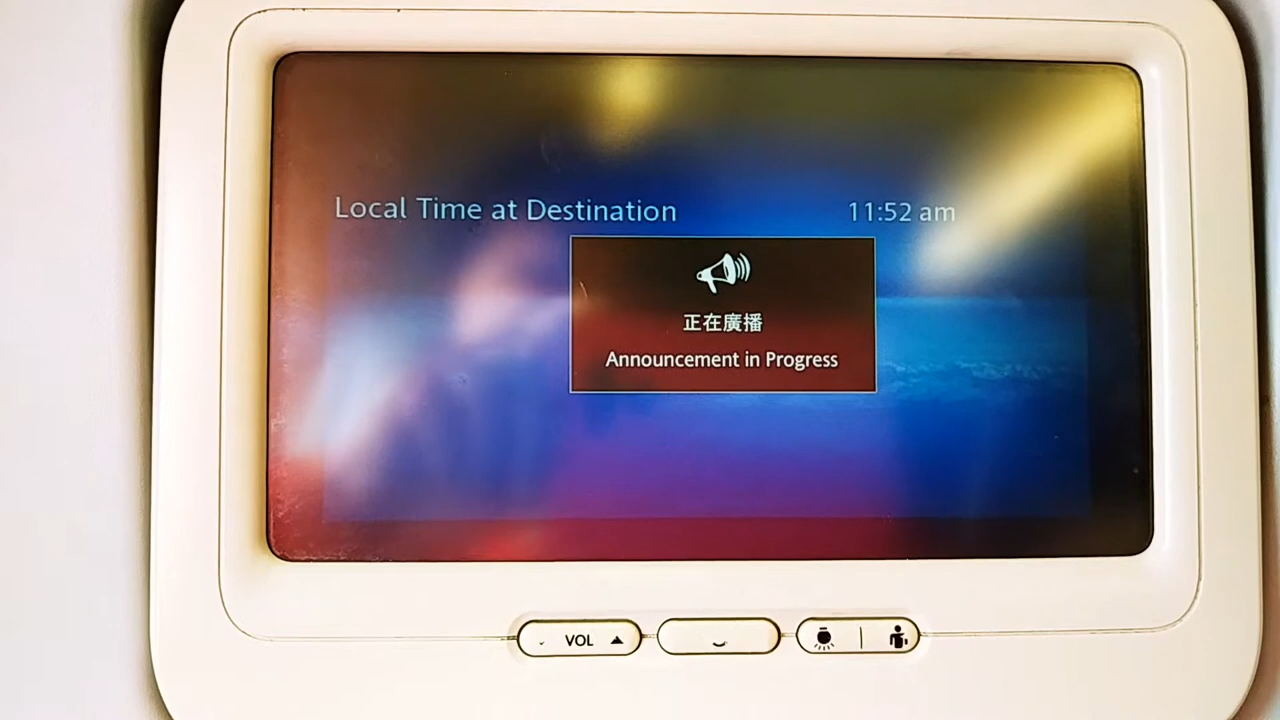 Local Time at Destination 11:52 am
正在廣播
Announcement in Progress
VOL